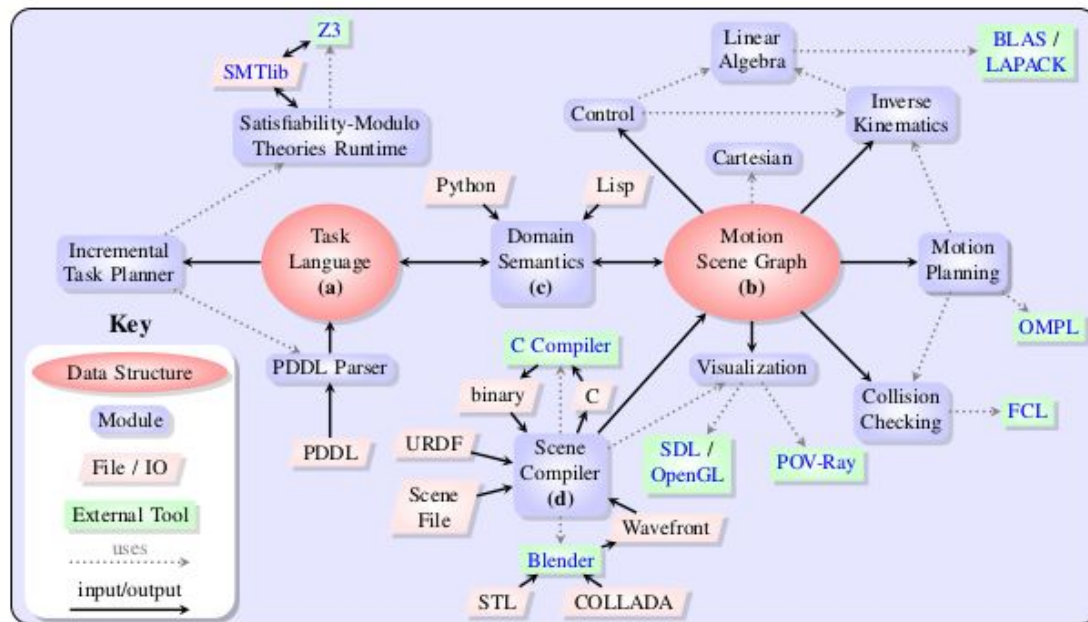 Z3
SMTlib
Satisfiability-Modulo
Theories Runtime
Linear
Algebra
BLAS /
LAPACK
Control
Inverse
Kinematics
Cartesian
Python
Lisp
Incremental
Task Planner
Task
Language
(a)
Domain
Semantics
(c)
Motion
Scene Graph
(b)
Motion
Planning
OMPL
PDDL Parser
PDDL
C Compiler
binary
C
Visualization
Collision
Checking
FCL
URDF
Scene
File
Scene
Compiler
(d)
SDL /
OpenGL
POV-Ray
Wavefront
Blender
STL
COLLADA
Key
Data Structure
Module
File / IO
External Tool
uses
input/output